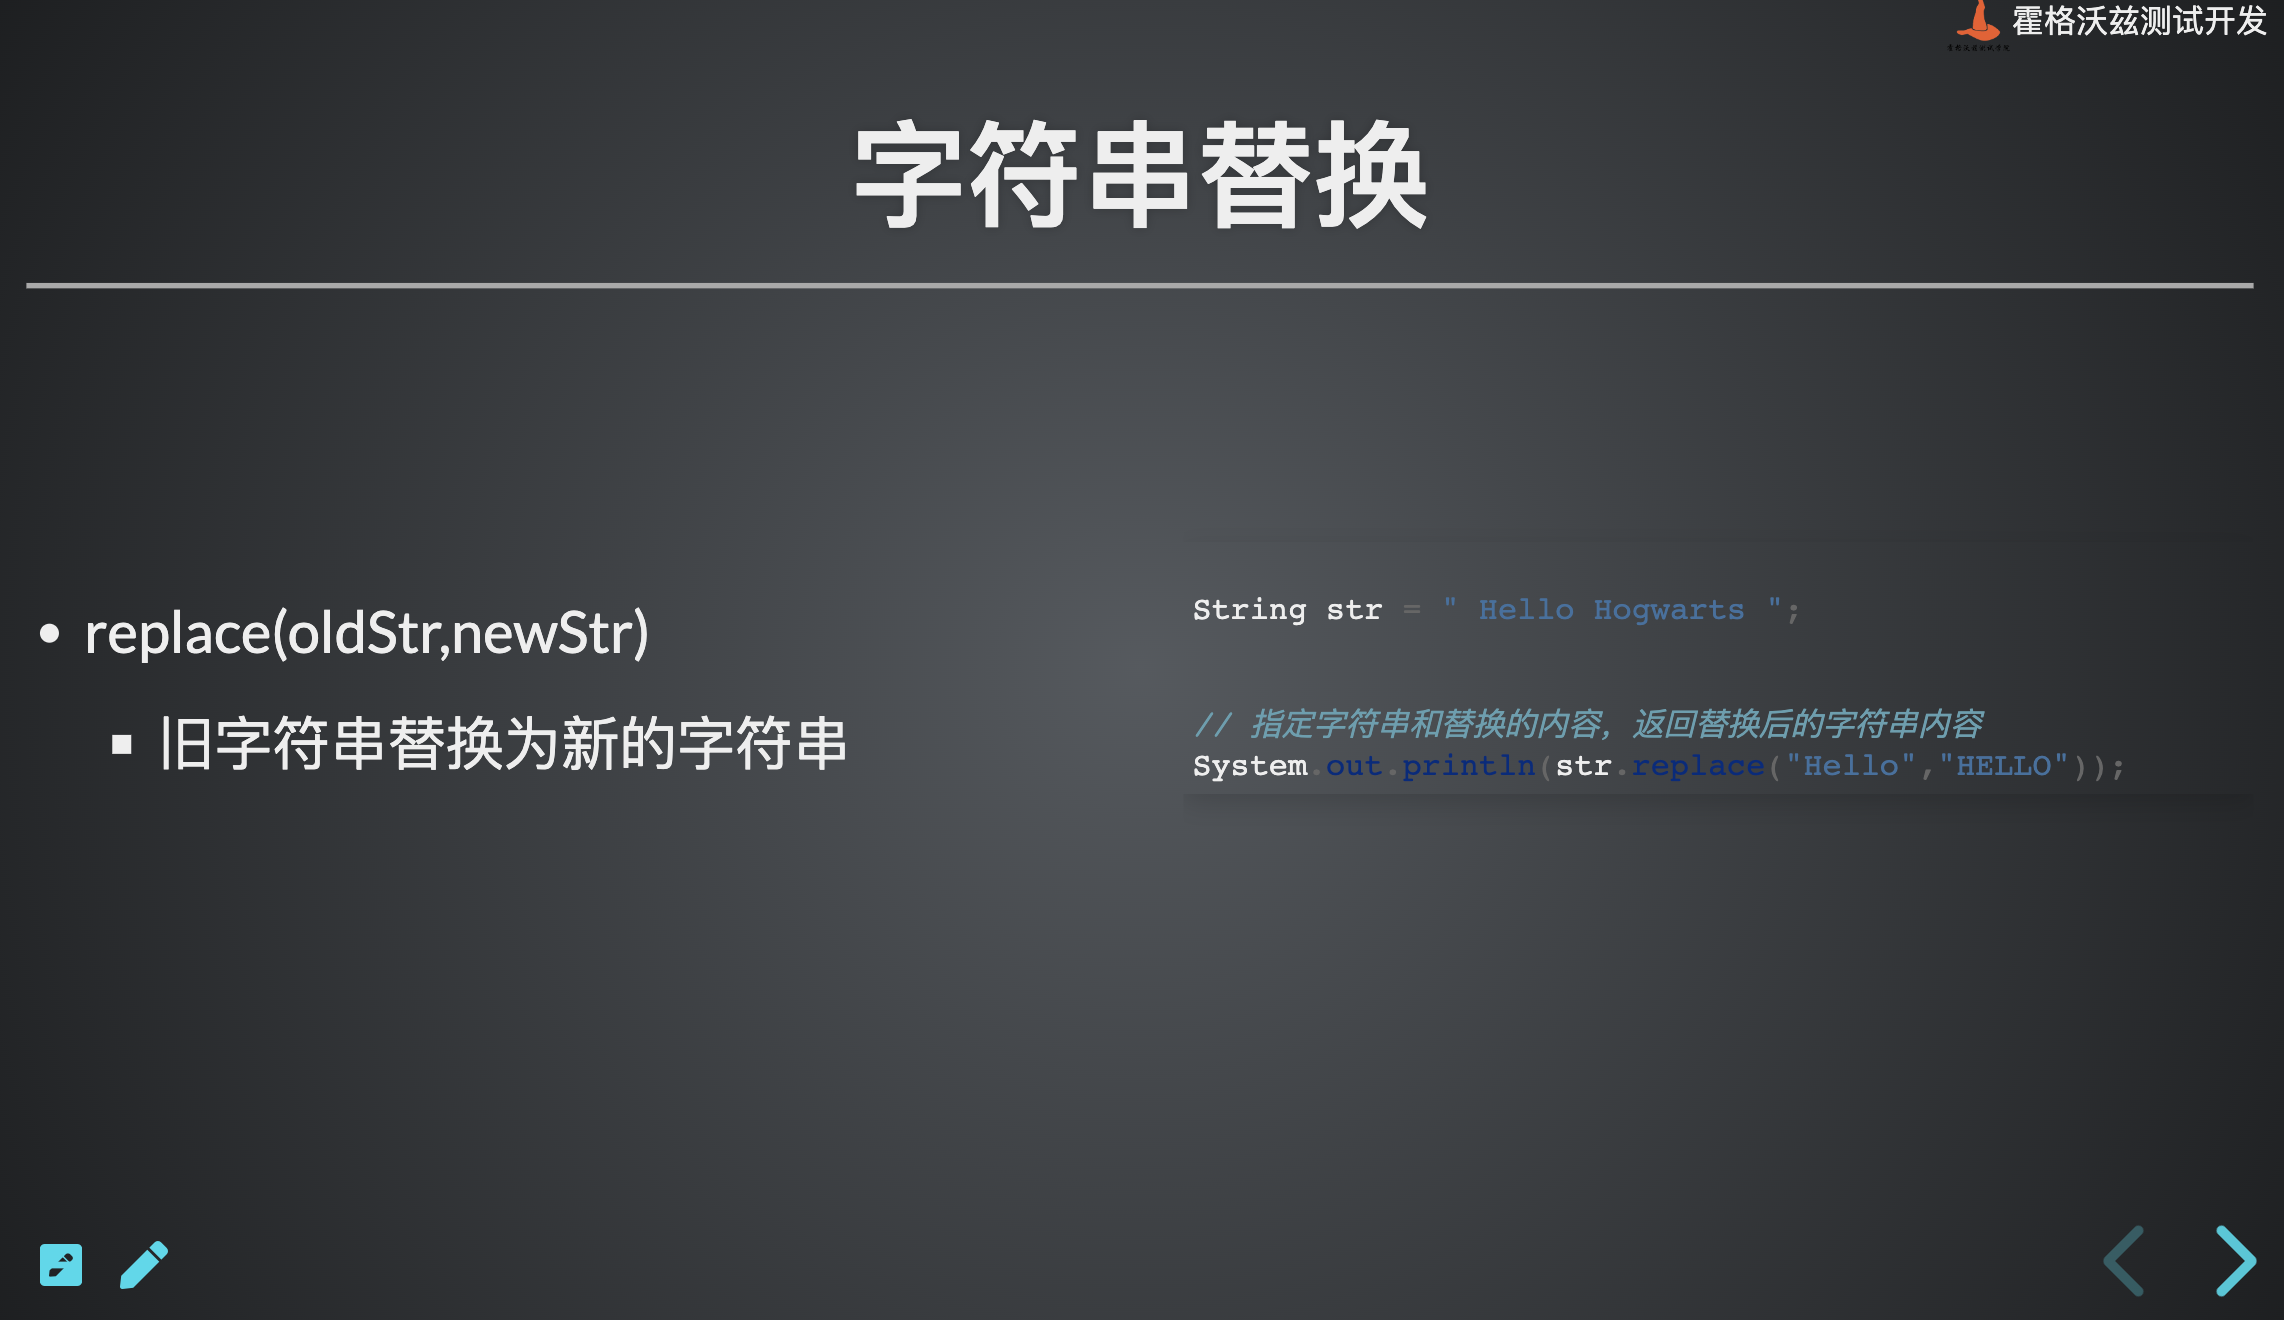 霍格沃兹测试开发
字符串替换
replace(oldStr,newStr)
旧字符串替换为新的字符串
String str = " Hello Hogwarts ";
// 指定字符串和替换的内容，返回替换后的字符串内容
System.out.println(str.replace("Hello","HELLO"));